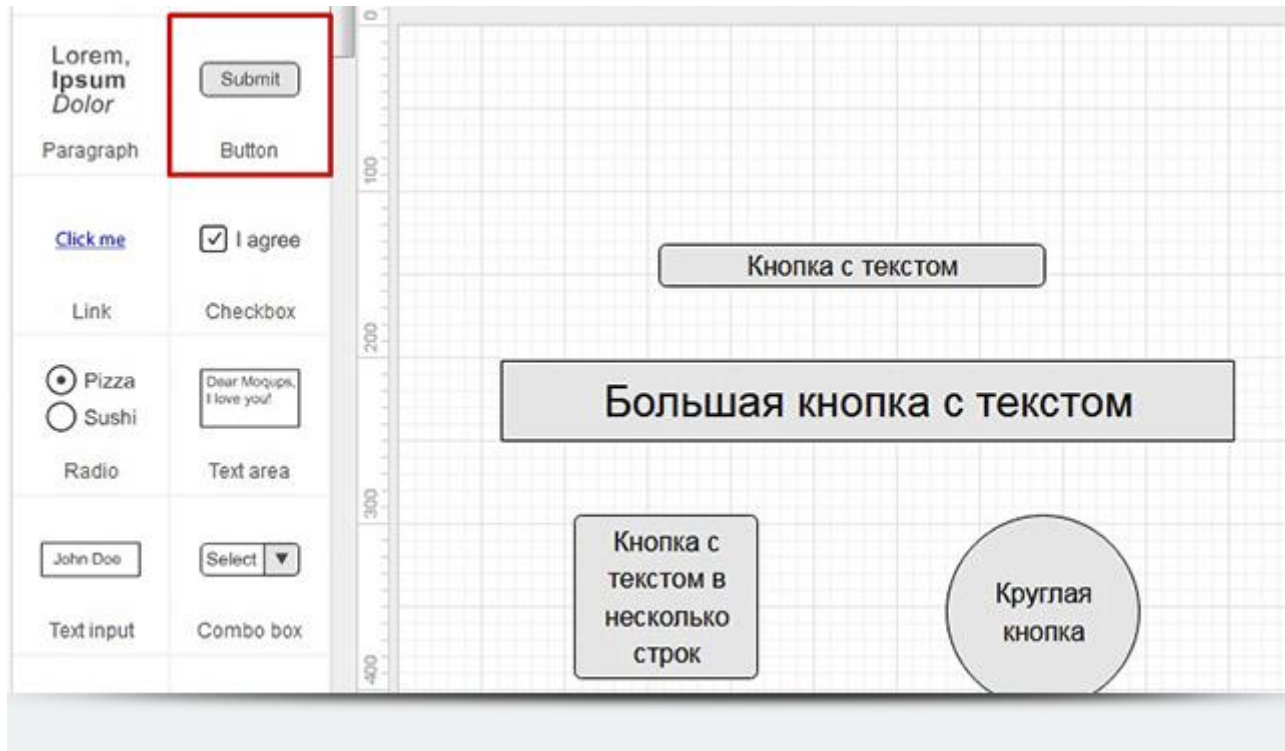 Lorem,
Ipsum
Dolor
Paragraph
Submit
Button
Click me
Link
I agree
Checkbox
Pizza
Sushi
Radio
Dear Moqups,
I love you!
Text area
John Doe
Text input
Select
Combo box
0
100
200
300
400
Кнопка с текстом
Большая кнопка с текстом
Кнопка с
текстом в
несколько
строк
Круглая
кнопка